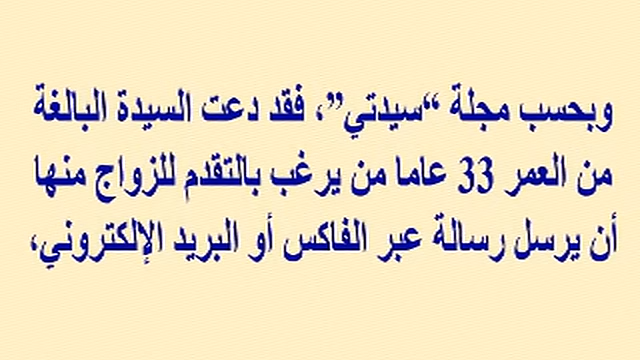 وبحسب مجلة “سيدتي”، فقد دعت السيدة البالغة
من العمر 33 عاما من يرغب بالتقدم للزواج منها
أن يرسل رسالة عبر الفاكس أو البريد الإلكتروني،